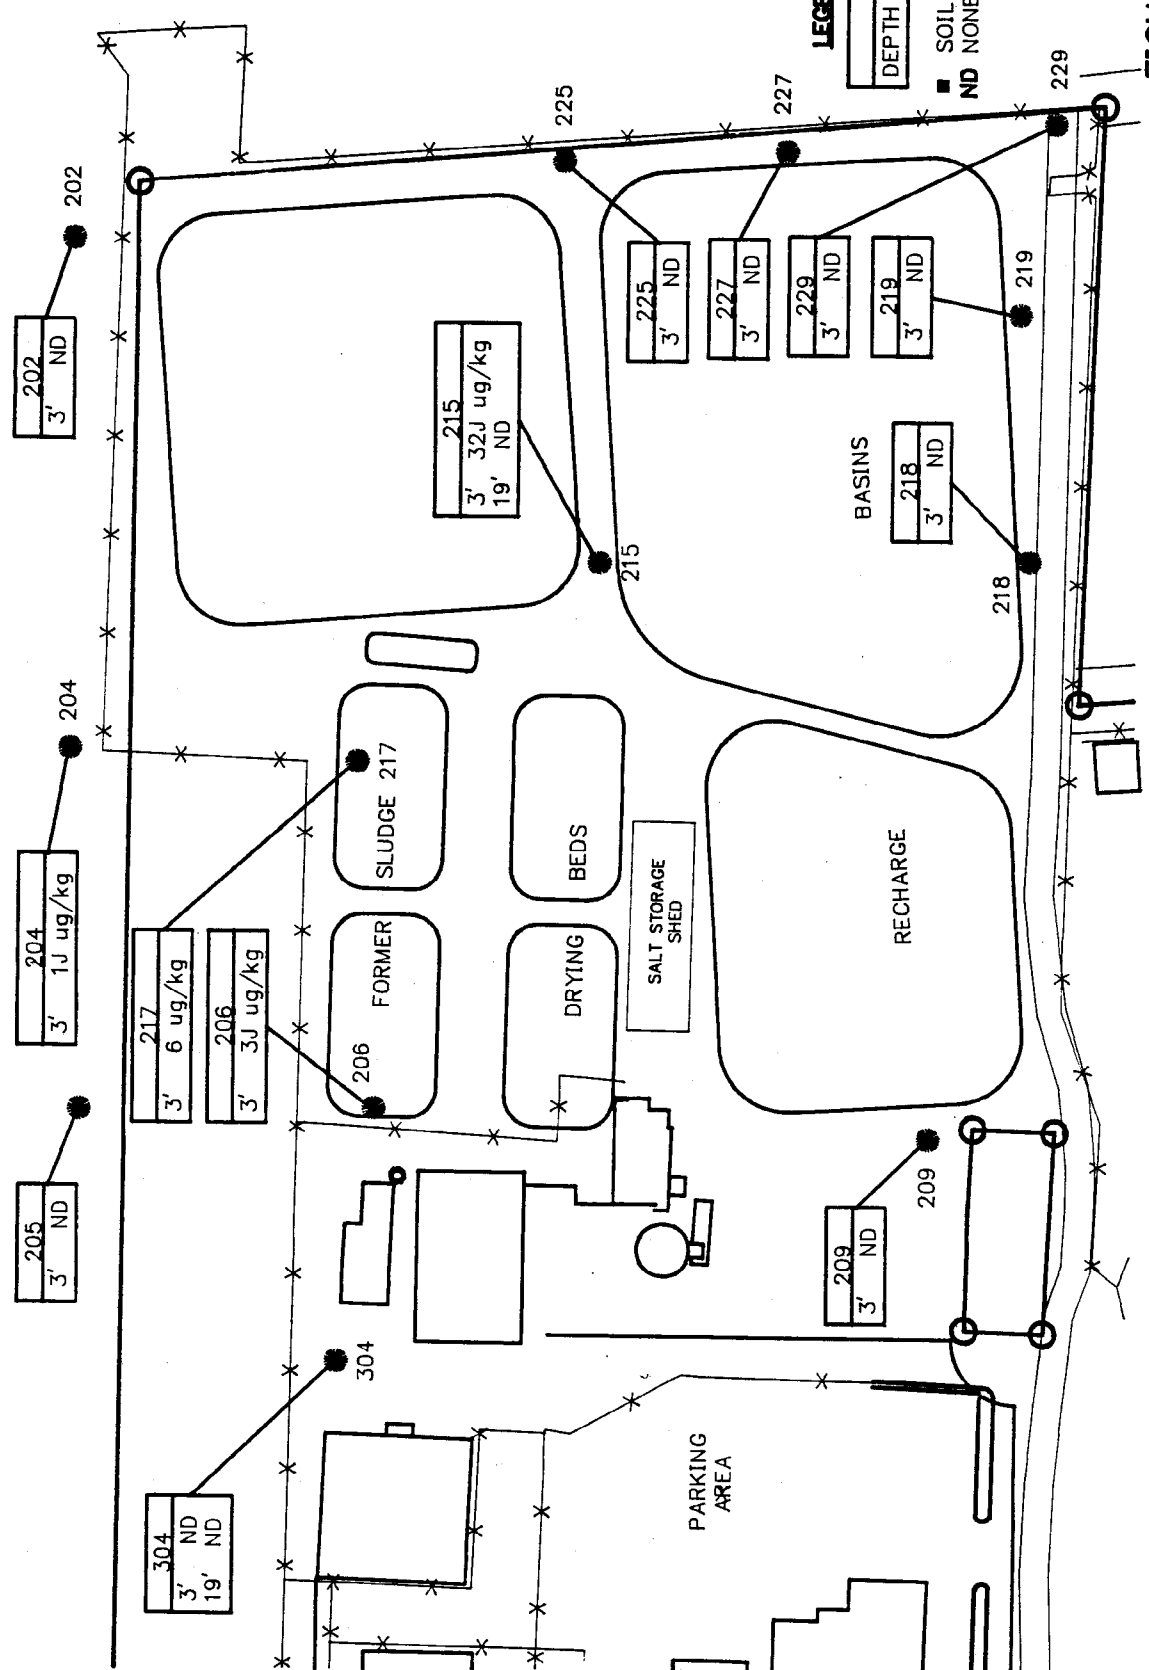 LEGE
DEPTH
■ SOIL
ND NONE
202
202
3' ND
204
204
3' 1J ug/kg
205
3' ND
217
3' 6 ug/kg
206
3' 3J ug/kg
304
3' ND
19' ND
304
215
3' 32J ug/kg
19' ND
215
225
225
3' ND
227
227
3' ND
229
229
3' ND
219
3' ND
219
218
3' ND
218
209
3' ND
209
FORMER
SLUDGE 217
206
DRYING
BEDS
SALT STORAGE
SHED
RECHARGE
BASINS
PARKING
AREA